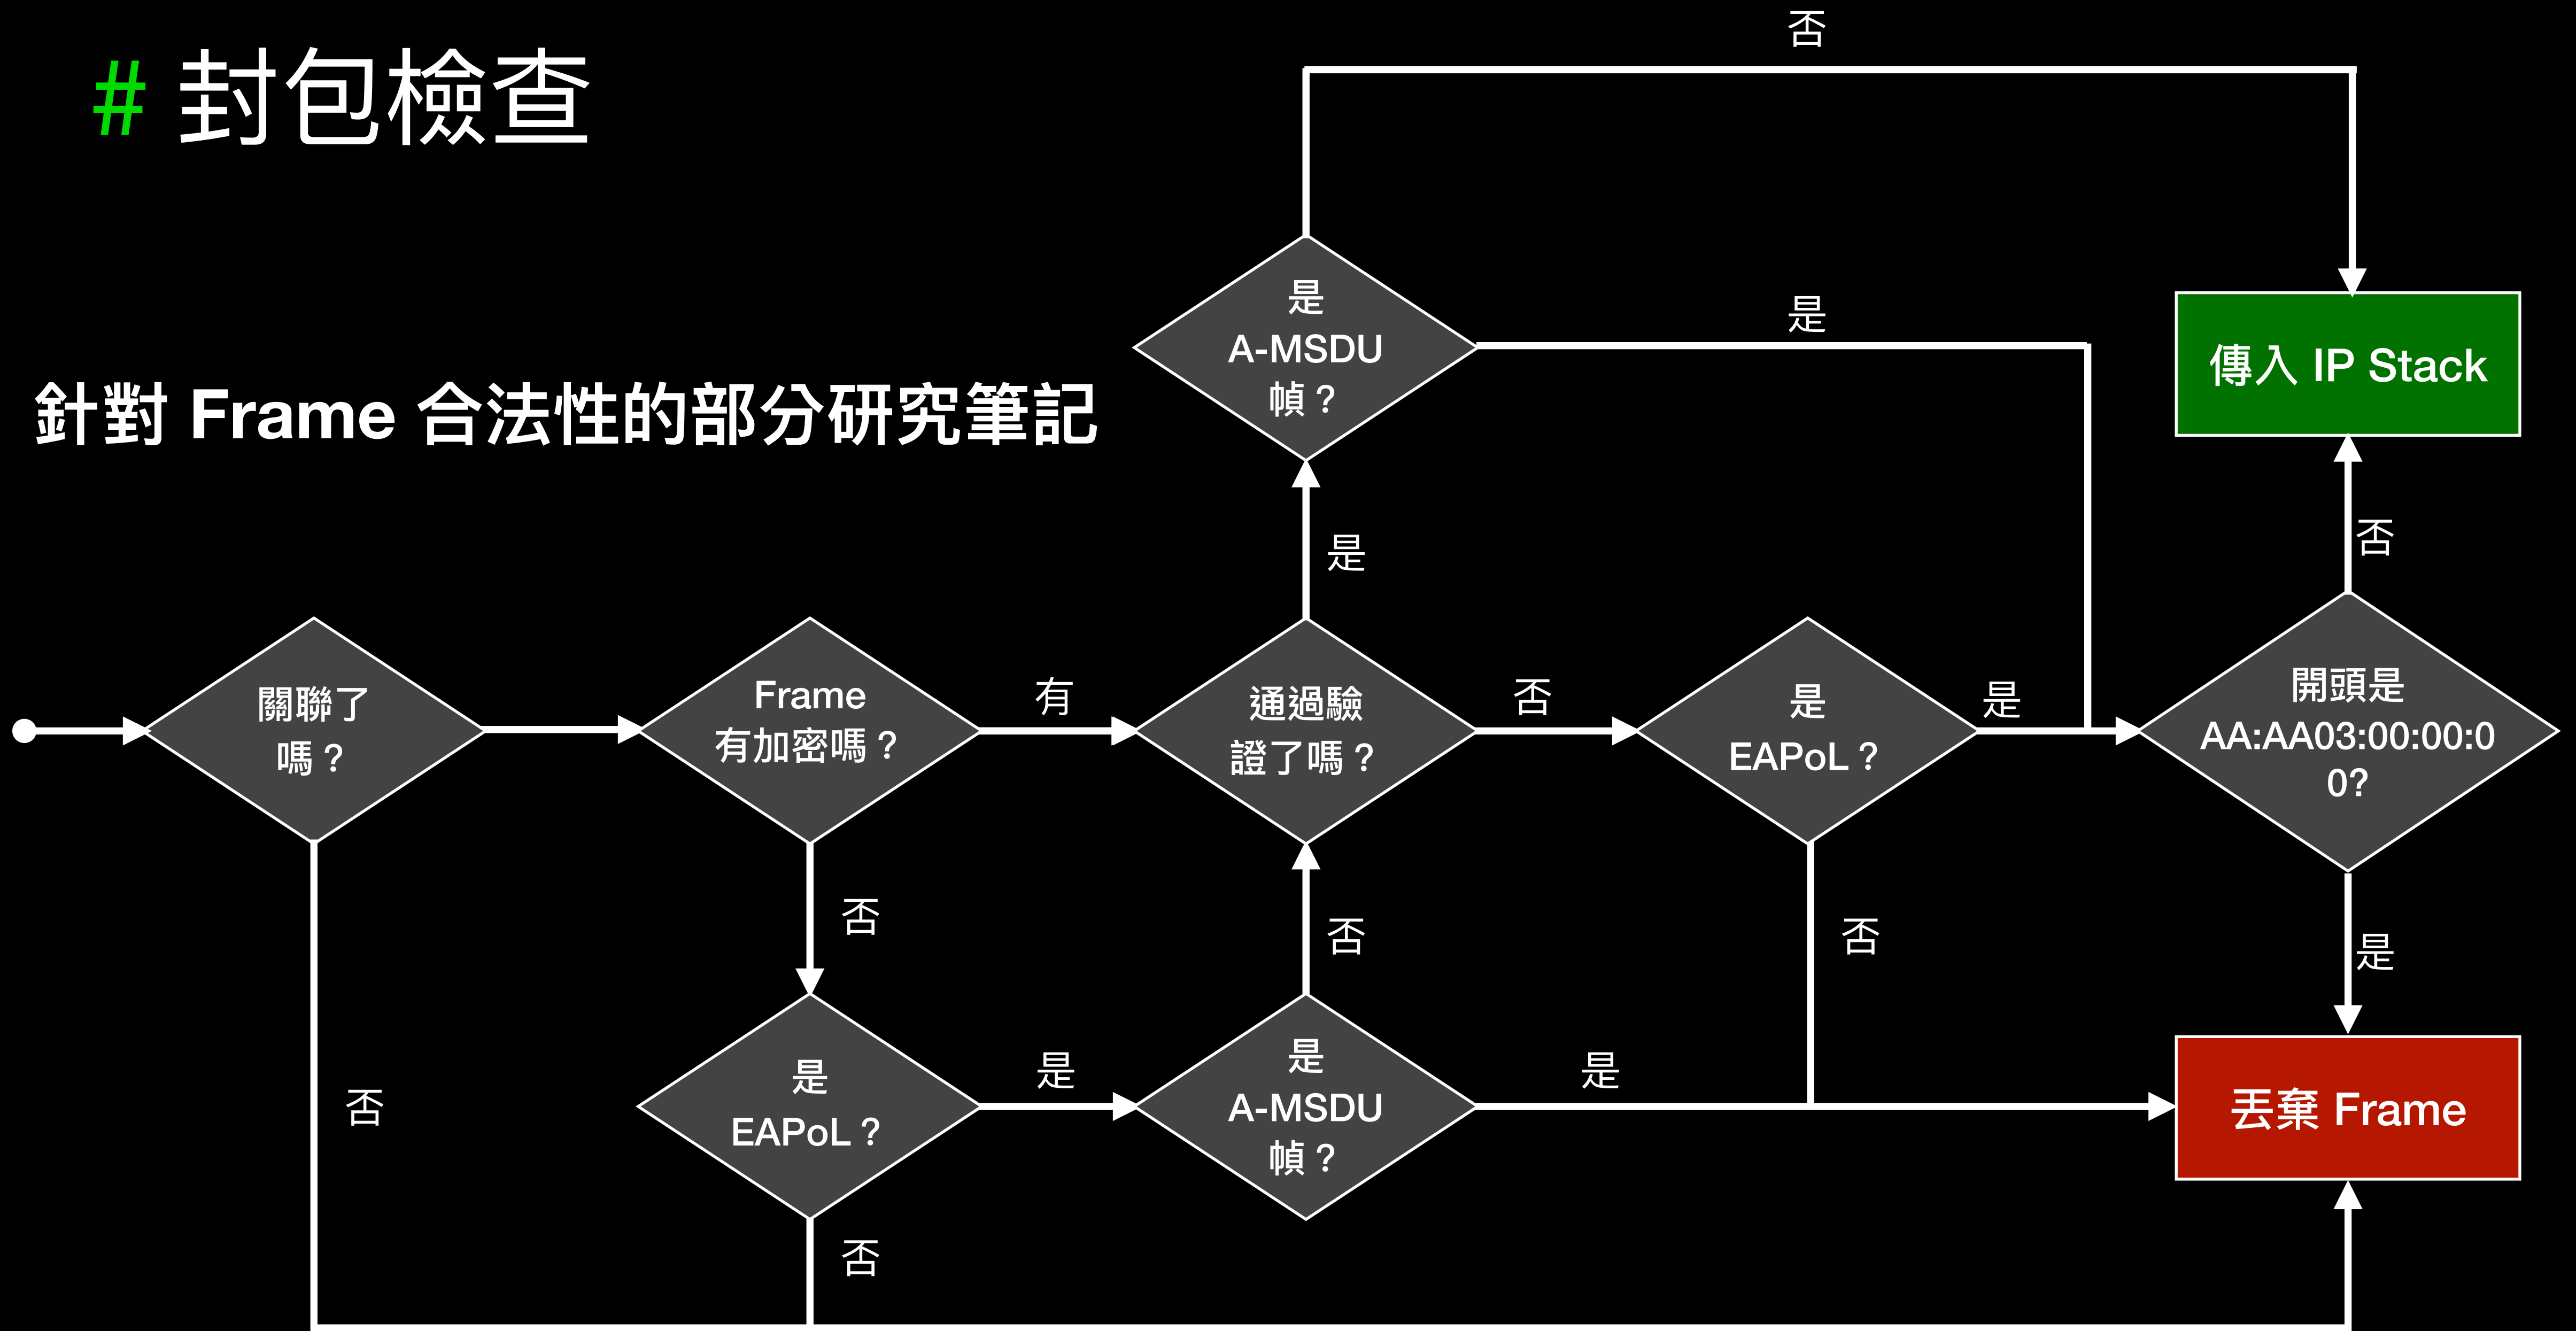 # 封包檢查
否
是
A-MSDU
幀？
是
傳入 IP Stack
針對 Frame 合法性的部分研究筆記
是
否
關聯了
嗎？
Frame
有加密嗎？
有
通過驗
證了嗎？
否
是
EAPoL？
是
開頭是
AA:AA03:00:00:0
0?
否
否
否
是
否
是
EAPoL？
是
是
A-MSDU
幀？
是
丟棄 Frame
否